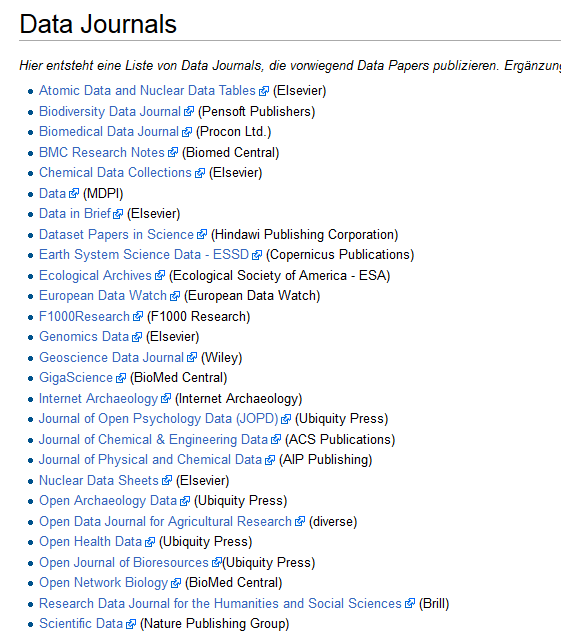 Data Journals
Hier entsteht eine Liste von Data Journals, die vorwiegend Data Papers publizieren.
Atomic Data and Nuclear Data Tables (Elsevier)
Biodiversity Data Journal (Pensoft Publishers)
Biomedical Data Journal (Procon Ltd.)
BMC Research Notes (Biomed Central)
Chemical Data Collections (Elsevier)
Data (MDPI)
Data in Brief (Elsevier)
Dataset Papers in Science (Hindawi Publishing Corporation)
Earth System Science Data - ESSD (Copernicus Publications)
Ecological Archives (Ecological Society of America - ESA)
European Data Watch (European Data Watch)
F1000Research (F1000 Research)
Genomics Data (Elsevier)
Geoscience Data Journal (Wiley)
GigaScience (BioMed Central)
Internet Archaeology (Internet Archaeology)
Journal of Open Psychology Data (JOPD) (Ubiquity Press)
Journal of Chemical & Engineering Data (ACS Publications)
Journal of Physical and Chemical Data (AIP Publishing)
Nuclear Data Sheets (Elsevier)
Open Archaeology Data (Ubiquity Press)
Open Data Journal for Agricultural Research (diverse)
Open Health Data (Ubiquity Press)
Open Journal of Bioresources (Ubiquity Press)
Open Network Biology (BioMed Central)
Research Data Journal for the Humanities and Social Sciences (Brill)
Scientific Data (Nature Publishing Group)